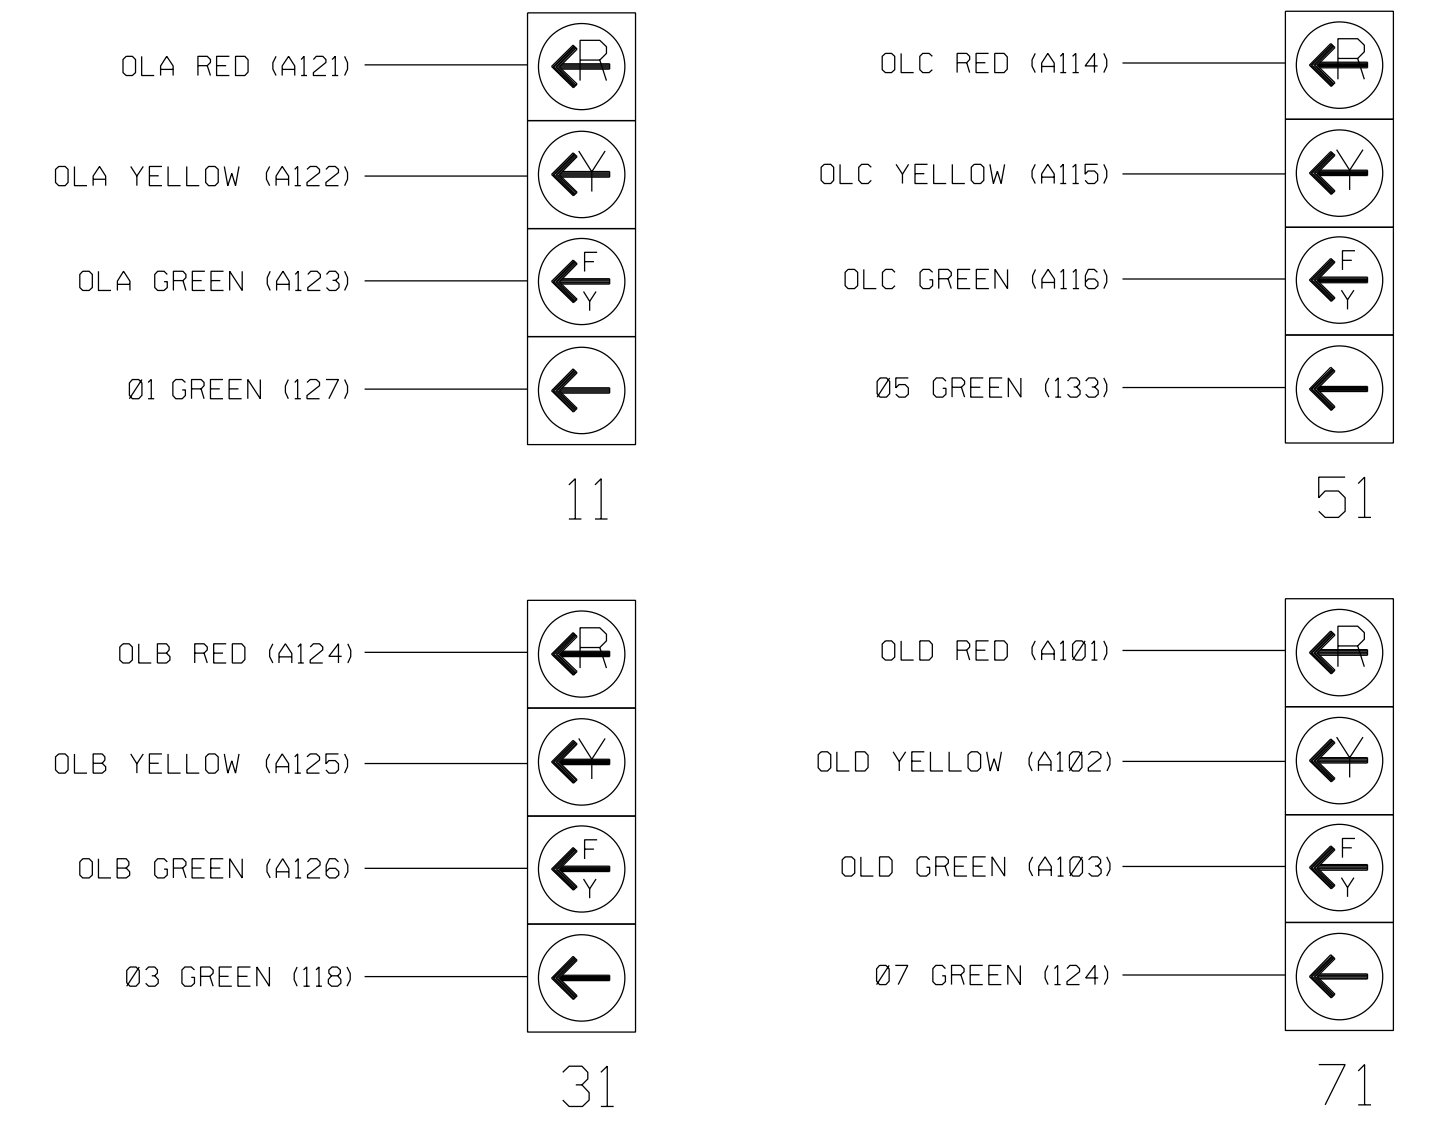 OLA RED (A121)
R
OLA YELLOW (A122)
Y
OLA GREEN (A123)
F
Y
Ø1 GREEN (127)
11
OLC RED (A114)
R
OLC YELLOW (A115)
Y
OLC GREEN (A116)
F
Y
Ø5 GREEN (133)
51
OLB RED (A124)
R
OLB YELLOW (A125)
Y
OLB GREEN (A126)
F
Y
Ø3 GREEN (118)
31
OLD RED (A1Ø1)
R
OLD YELLOW (A1Ø2)
Y
OLD GREEN (A1Ø3)
F
Y
Ø7 GREEN (124)
71